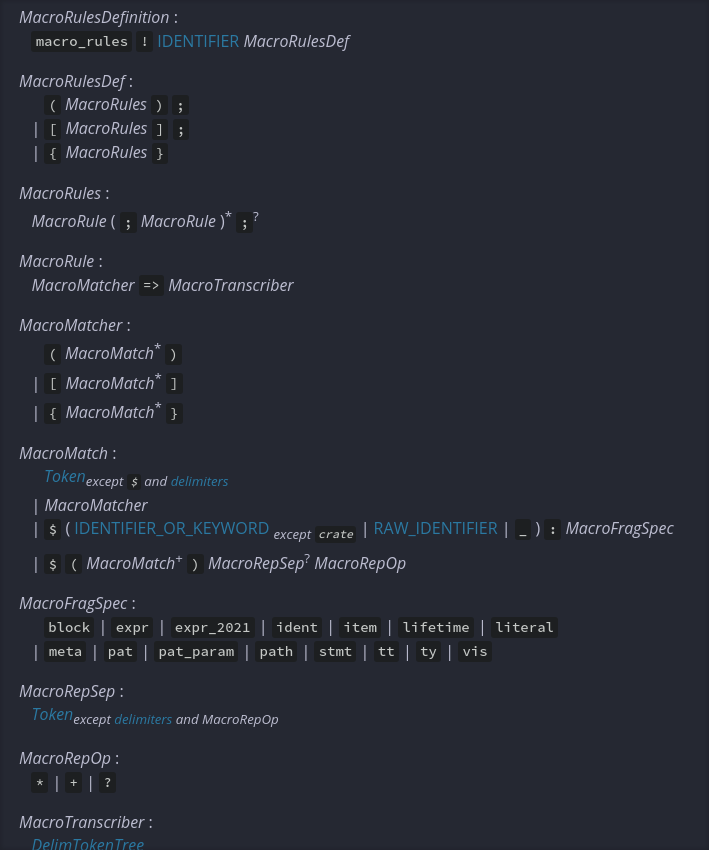 MacroRulesDefinition :
macro_rules ! IDENTIFIER MacroRulesDef
MacroRulesDef :
( MacroRules ) ;
| [ MacroRules ] ;
| { MacroRules }
MacroRules :
MacroRule ( ; MacroRule )* ;?
MacroRule :
MacroMatcher => MacroTranscriber
MacroMatcher :
( MacroMatch* )
| [ MacroMatch* ]
| { MacroMatch* }
MacroMatch :
Token except $ and delimiters
| MacroMatcher
| $ ( IDENTIFIER_OR_KEYWORD except crate | RAW_IDENTIFIER | _ ) : MacroFragSpec
| $ ( MacroMatch+ ) MacroRepSep? MacroRepOp
MacroFragSpec :
block | expr | expr_2021 | ident | item | lifetime | literal
| meta | pat | pat_param | path | stmt | tt | ty | vis
MacroRepSep :
Token except delimiters and MacroRepOp
MacroRepOp :
* | + | ?
MacroTranscriber :
DelimTokenTree